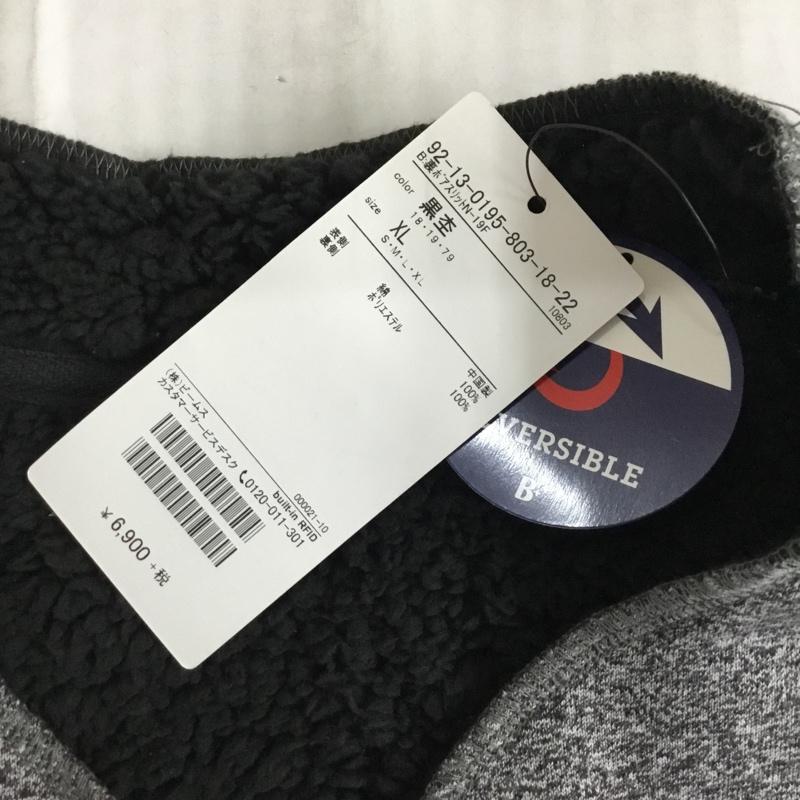 92-13-0195-803-18-22
B:裏ボアスリットN-19F
10803
color 黒杢
18・19・79
size XL
S・M・L・XL
中国製
表側 綿 100%
裏側 ポリエステル 100%
(株)ビームス
カスタマーサービスデスク 0120-011-301
000021-10
built-in RFID
¥6,900 +税
VERSIBLE
B